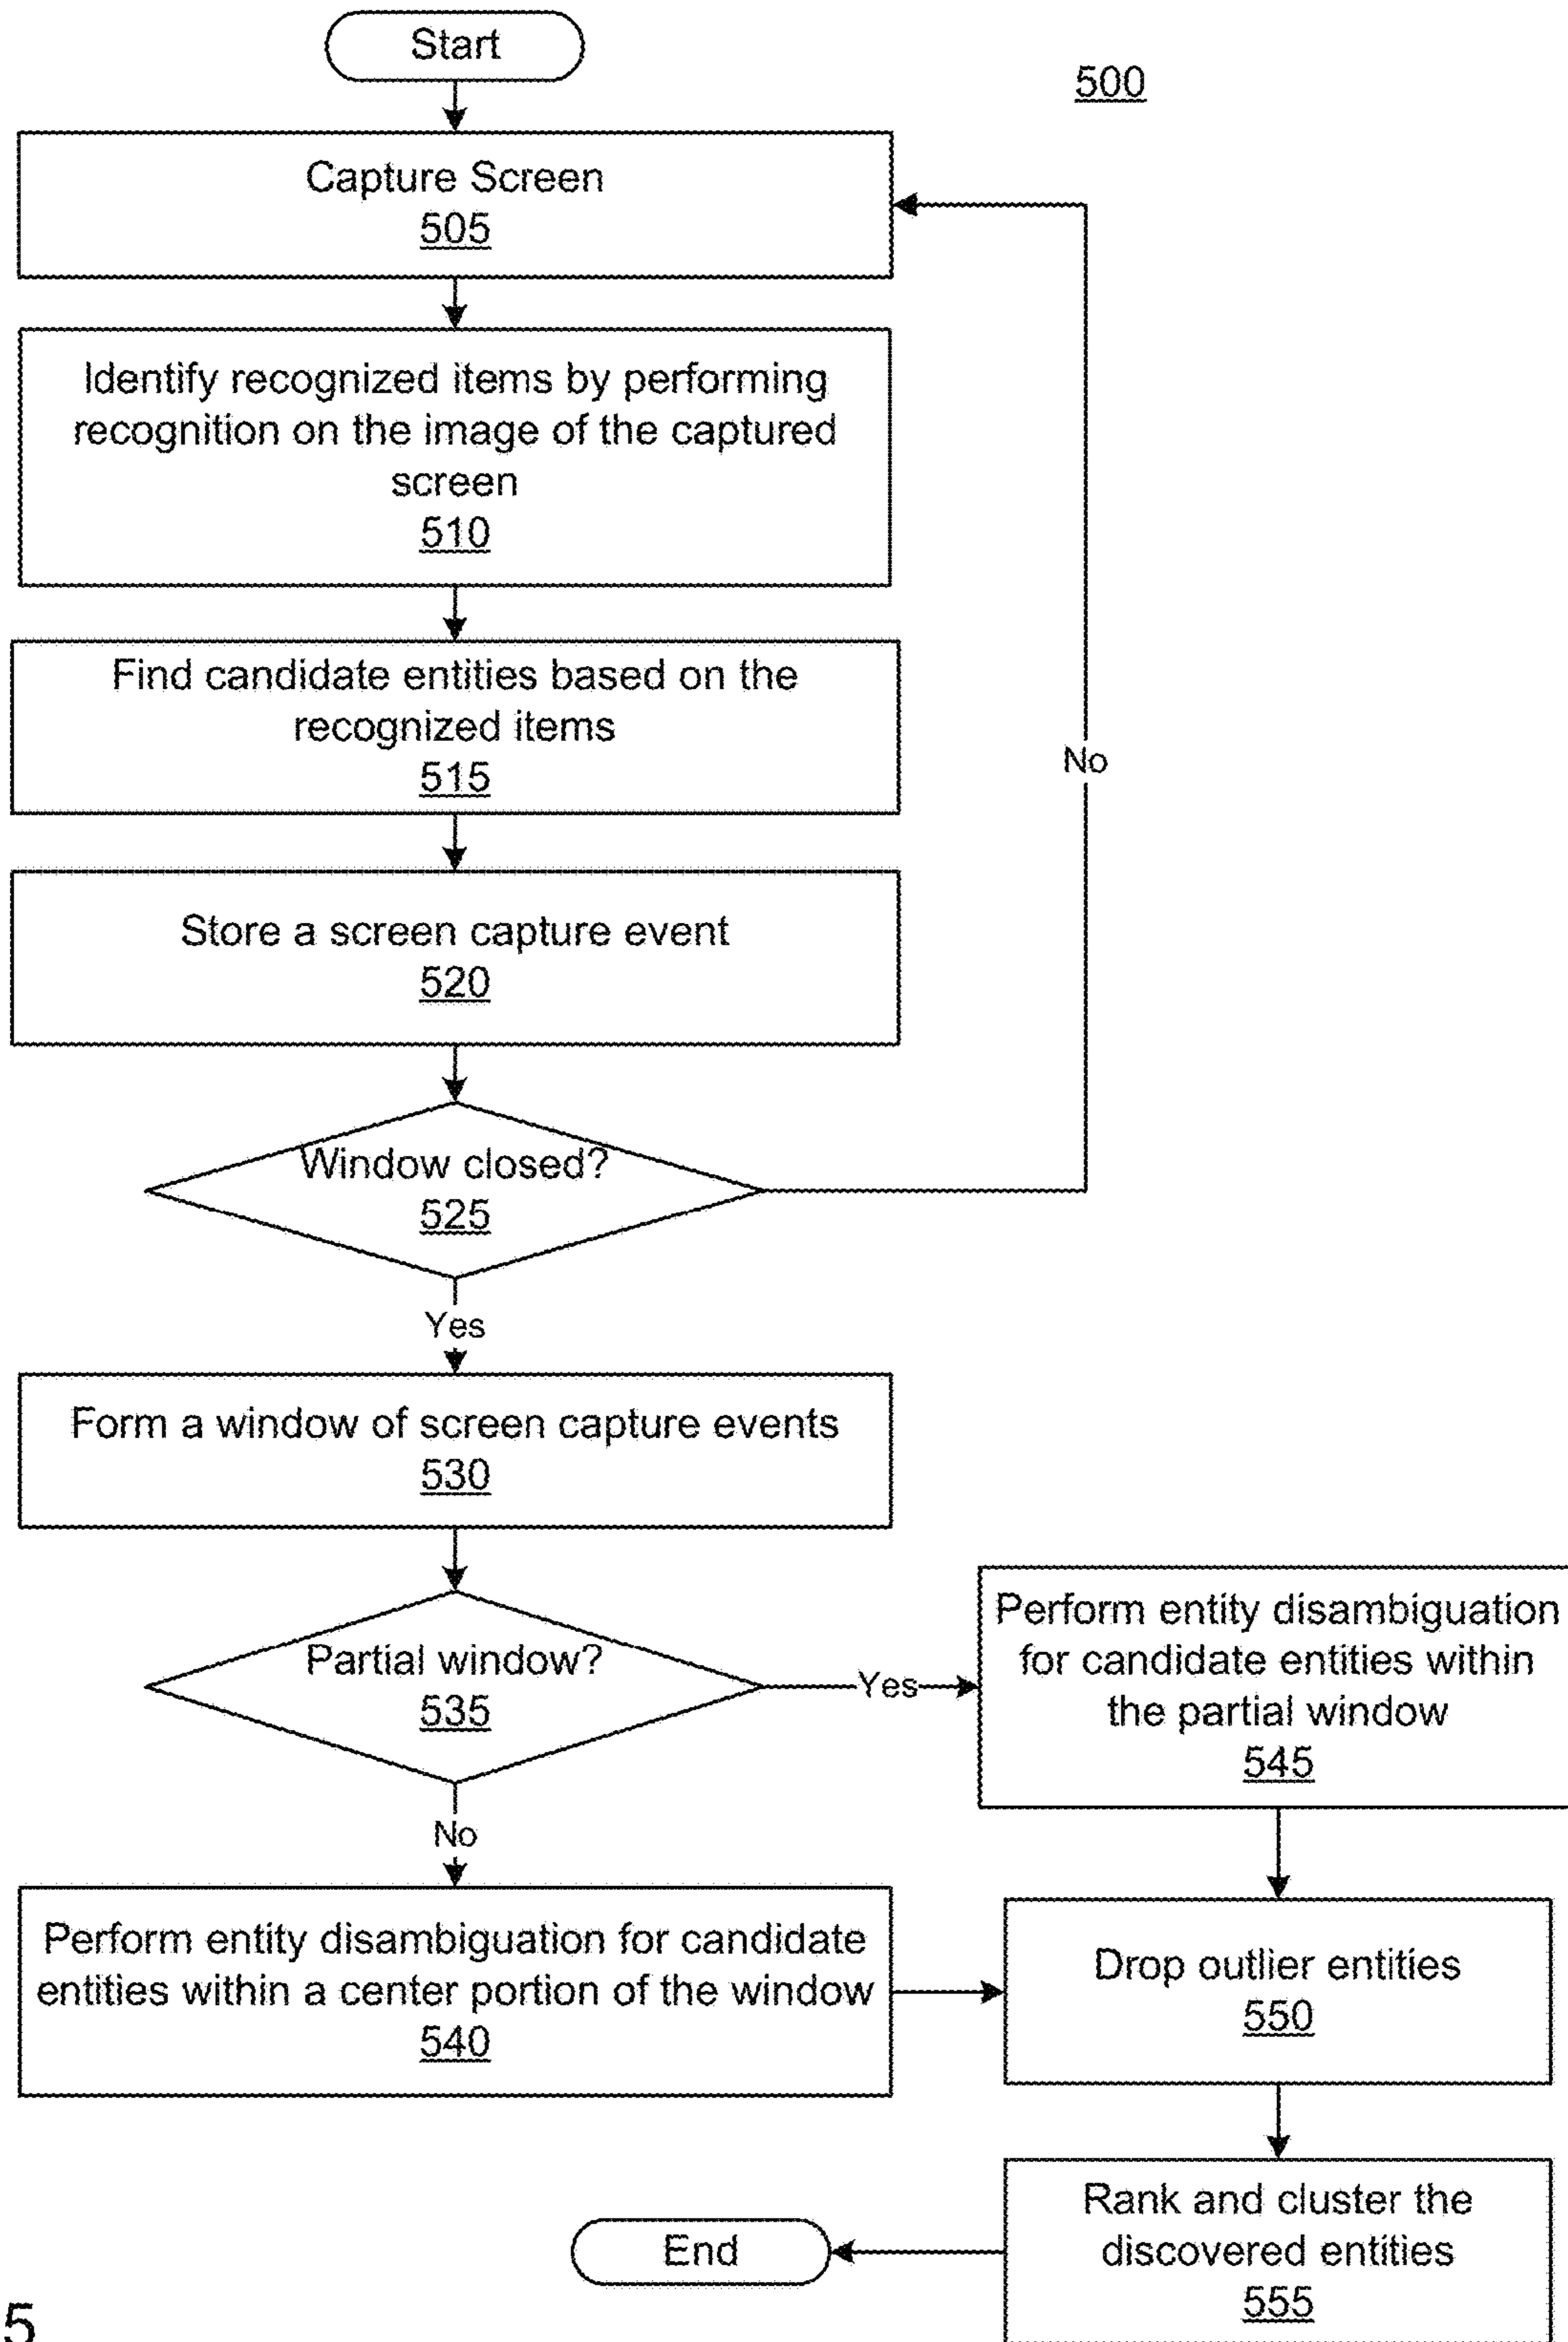 Start
500
Capture Screen
505
Identify recognized items by performing
recognition on the image of the captured
screen
510
Find candidate entities based on the
recognized items
515
No
Store a screen capture event
520
Window closed?
525
Yes
Form a window of screen capture events
530
Partial window?
535
Yes
Perform entity disambiguation
for candidate entities within
the partial window
545
No
Perform entity disambiguation for candidate
entities within a center portion of the window
540
Drop outlier entities
550
Rank and cluster the
discovered entities
555
End
5